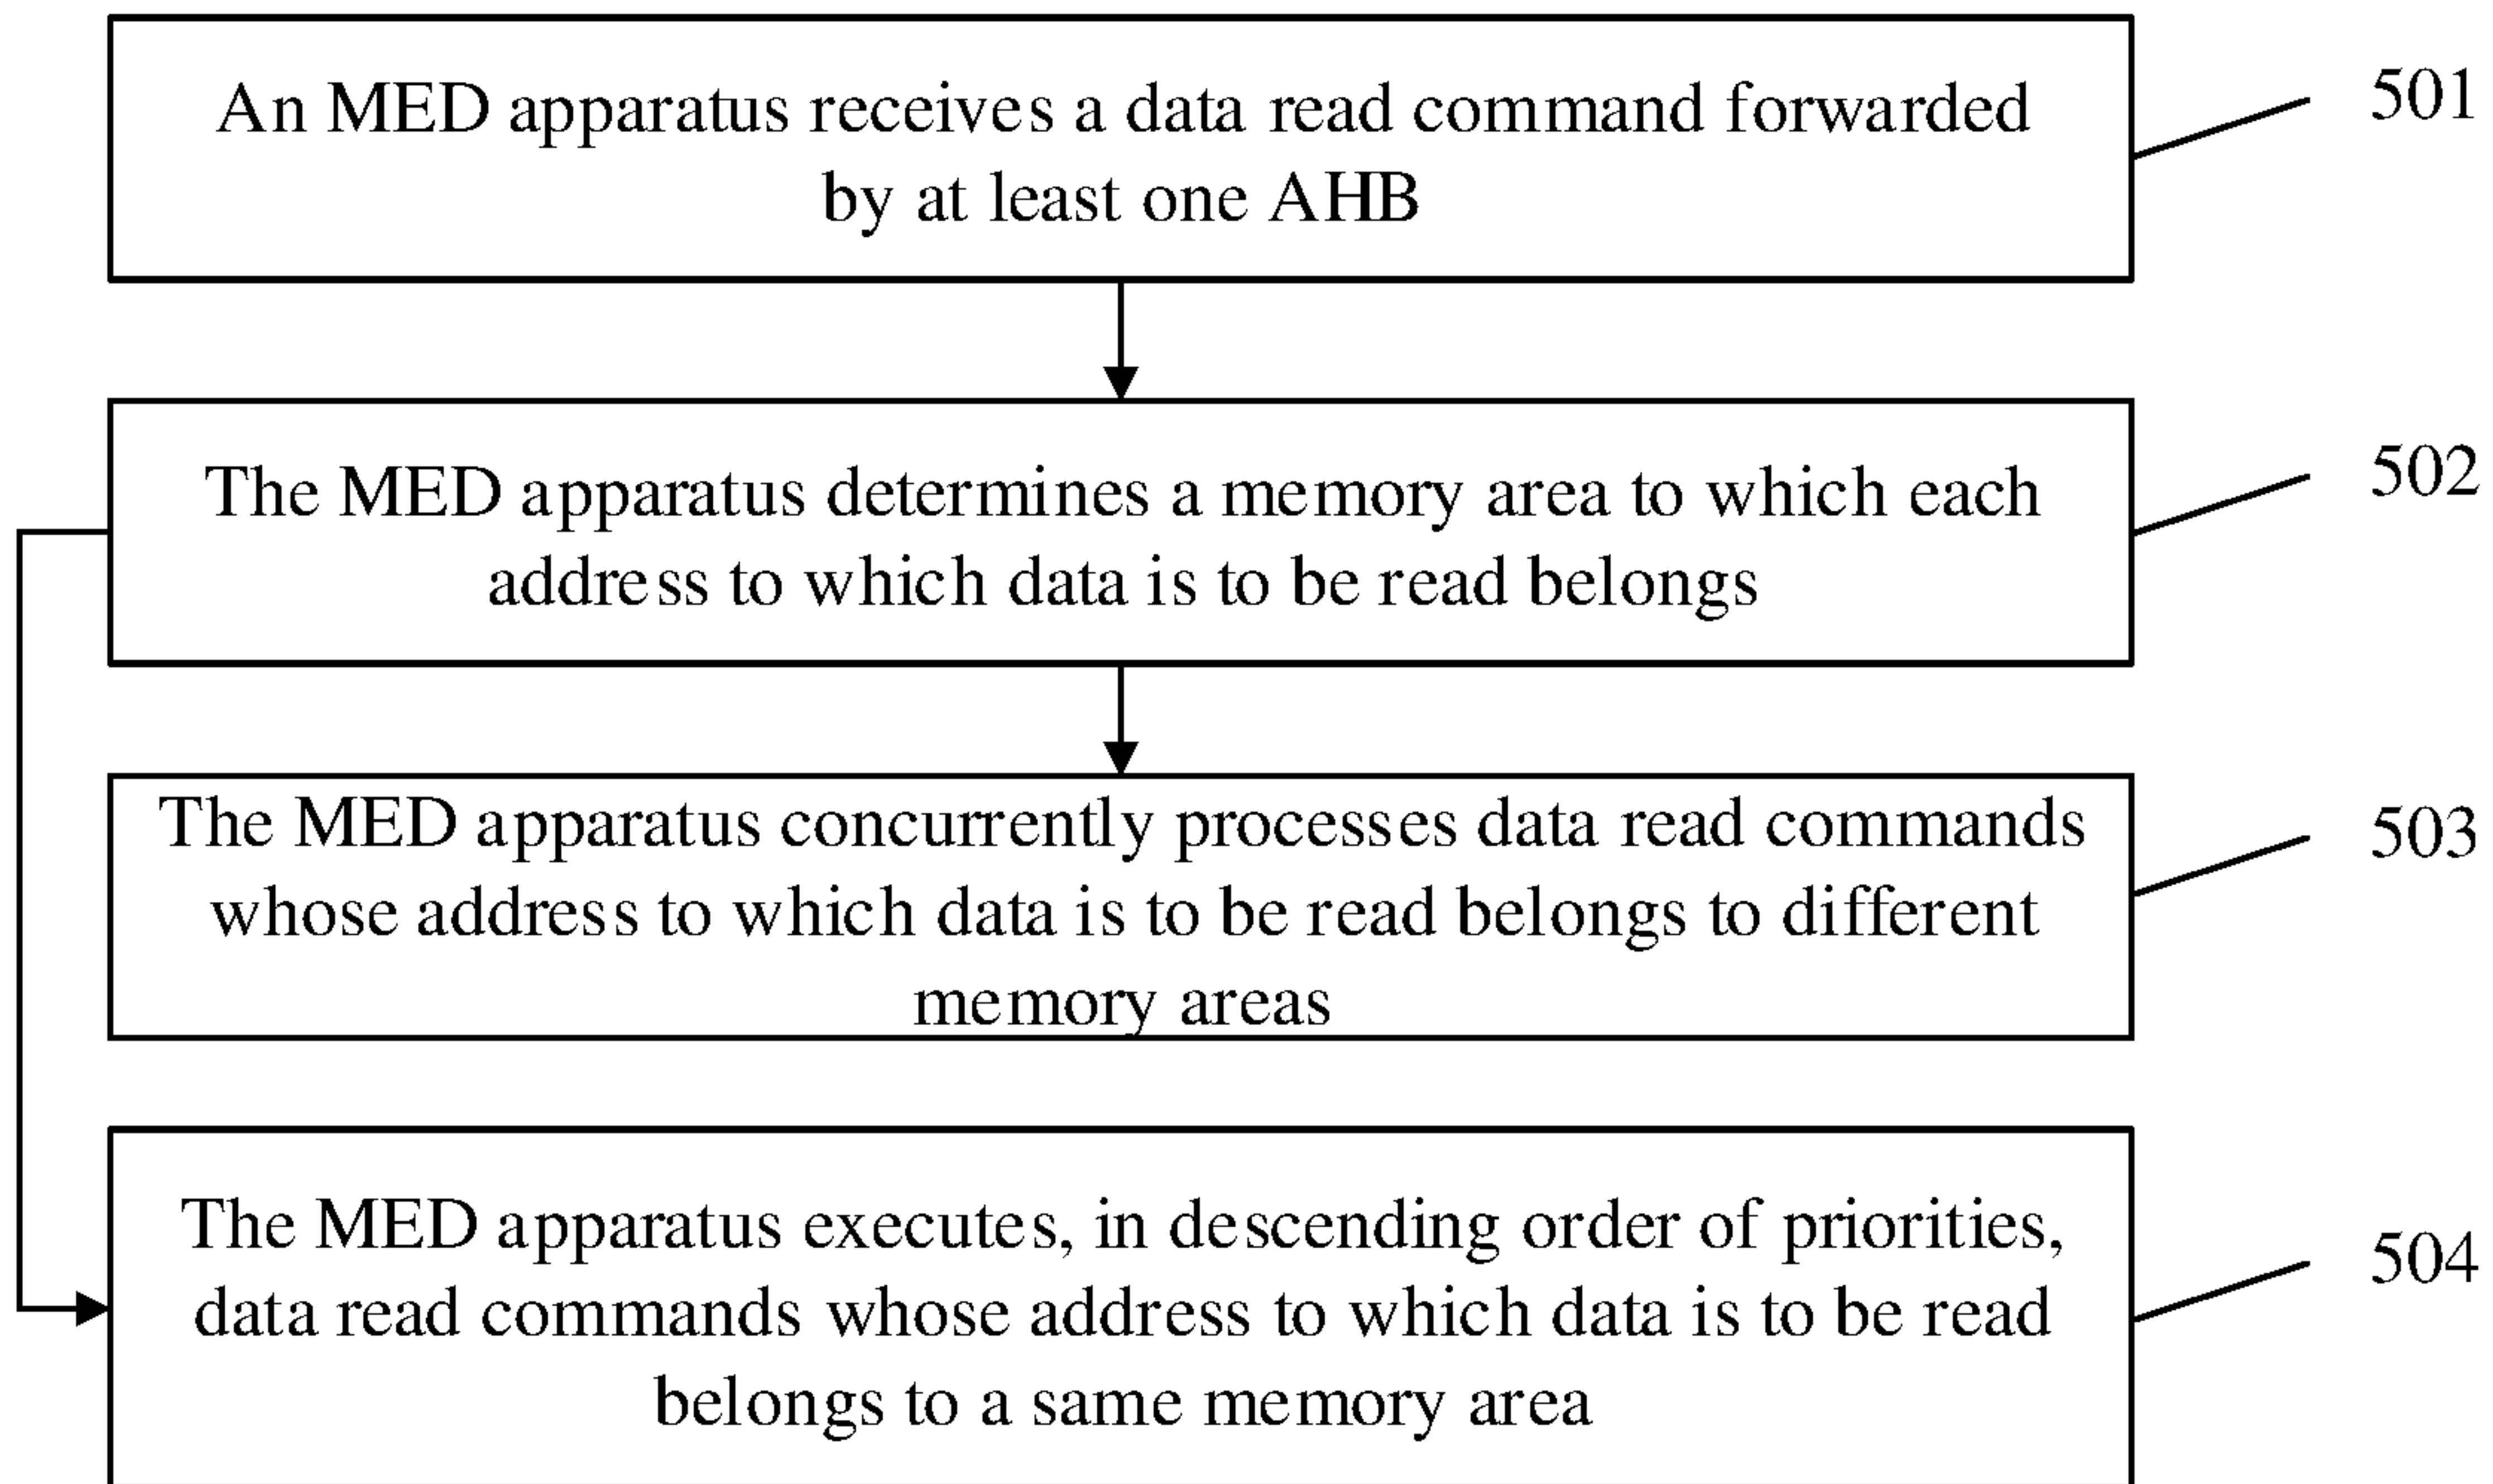 An MED apparatus receives a data read command forwarded
by at least one AHB
501
The MED apparatus determines a memory area to which each
address to which data is to be read belongs
502
The MED apparatus concurrently processes data read commands
whose address to which data is to be read belongs to different
memory areas
503
The MED apparatus executes, in descending order of priorities,
data read commands whose address to which data is to be read
belongs to a same memory area
504